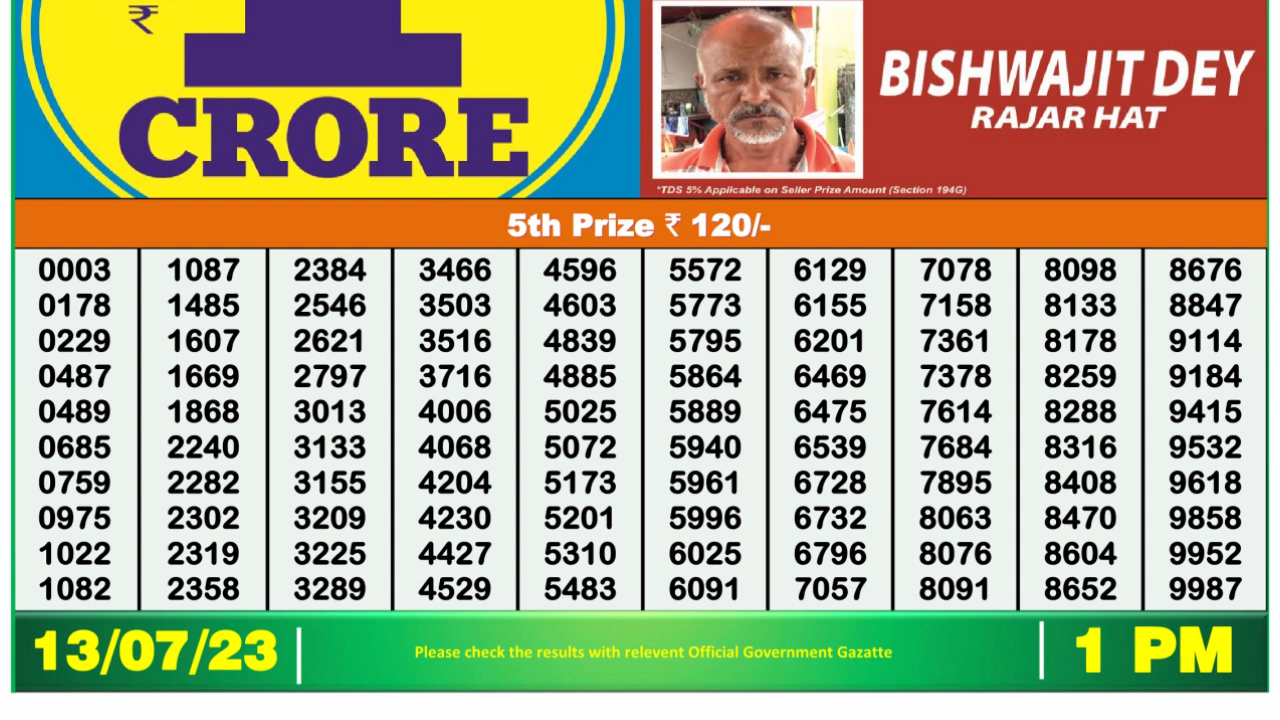 ₹
1
CRORE
BISHWAJIT DEY
RAJAR HAT
*TDS 5% Applicable on Seller Prize Amount (Section 194G)
5th Prize ₹ 120/-
0003 1087 2384 3466 4596 5572 6129 7078 8098 8676
0178 1485 2546 3503 4603 5773 6155 7158 8133 8847
0229 1607 2621 3516 4839 5795 6201 7361 8178 9114
0487 1669 2797 3716 4885 5864 6469 7378 8259 9184
0489 1868 3013 4006 5025 5889 6475 7614 8288 9415
0685 2240 3133 4068 5072 5940 6539 7684 8316 9532
0759 2282 3155 4204 5173 5961 6728 7895 8408 9618
0975 2302 3209 4230 5201 5996 6732 8063 8470 9858
1022 2319 3225 4427 5310 6025 6796 8076 8604 9952
1082 2358 3289 4529 5483 6091 7057 8091 8652 9987
13/07/23
Please check the results with relevent Official Government Gazatte
1 PM